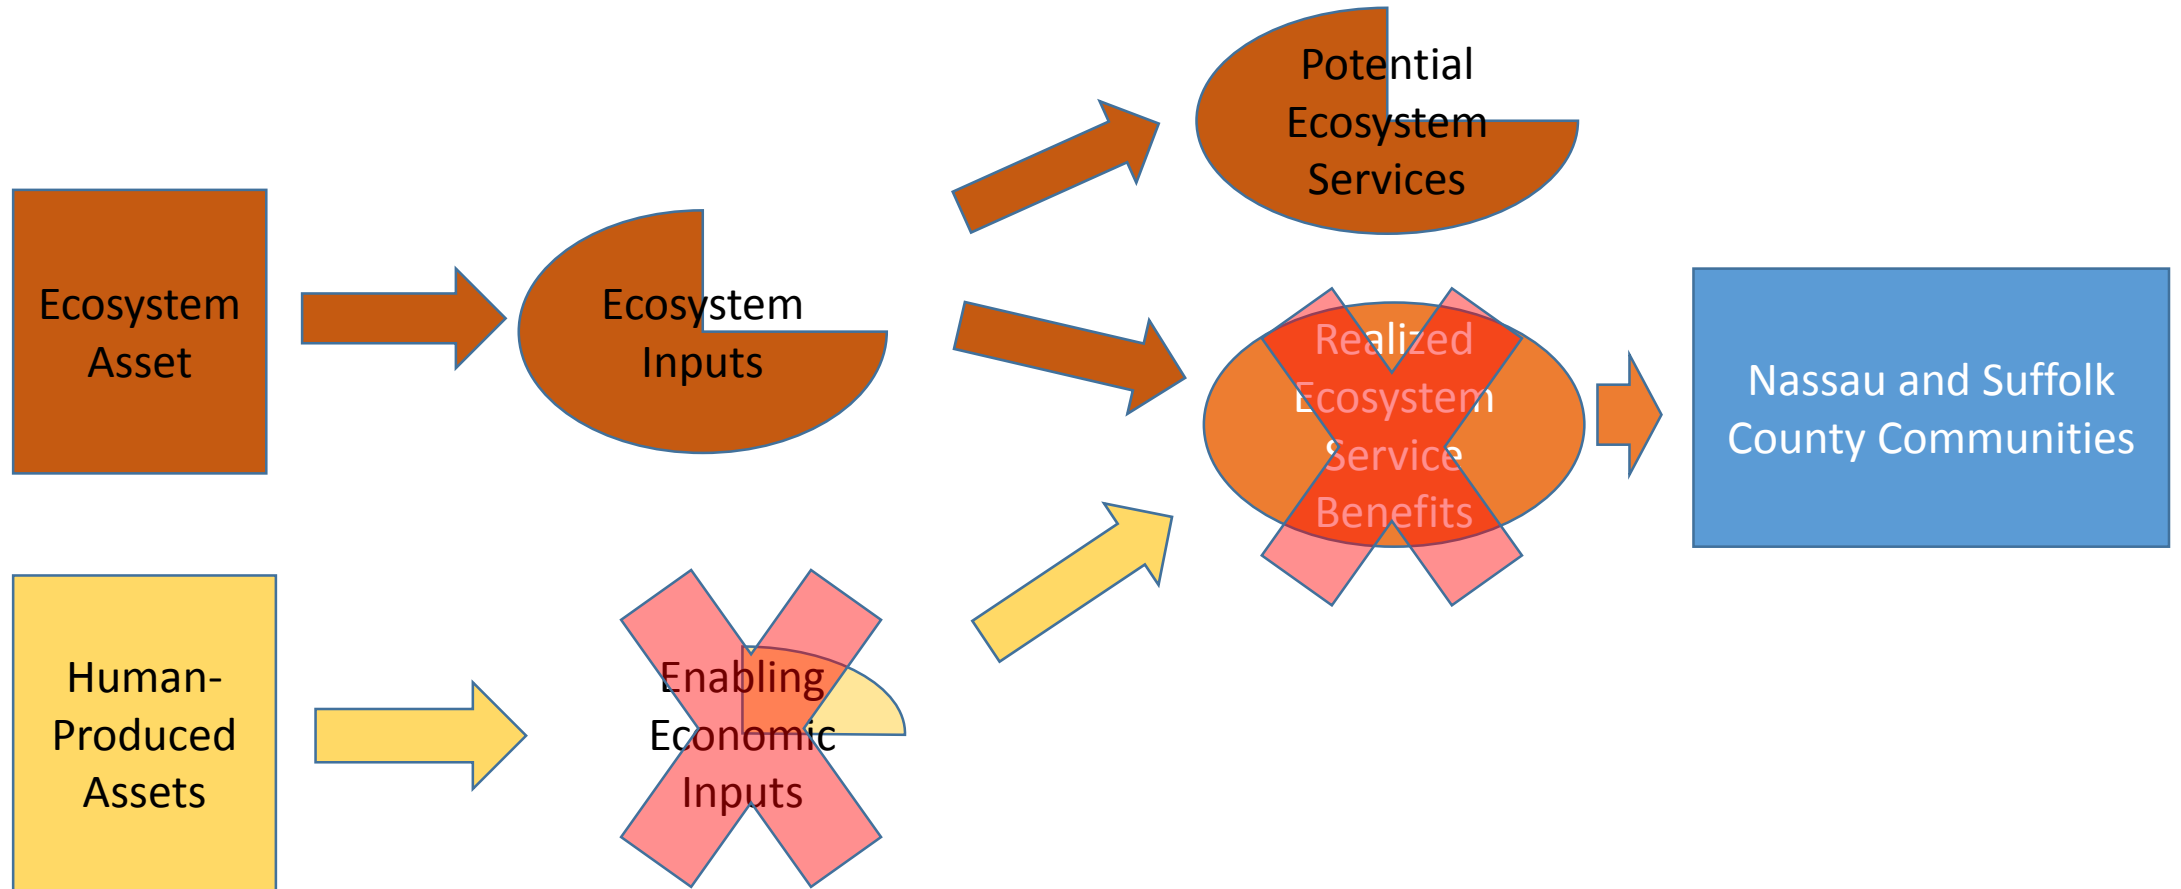 Potential
Ecosystem
Services
Ecosystem
Asset
Ecosystem
Inputs
Realized
Ecosystem
Service
Benefits
Nassau and Suffolk
County Communities
Human-
Produced
Assets
Enabling
Economic
Inputs